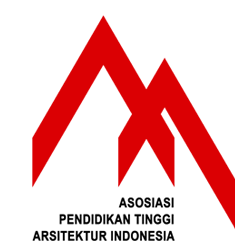 ASOSIASI
PENDIDIKAN TINGGI
ARSITEKTUR INDONESIA